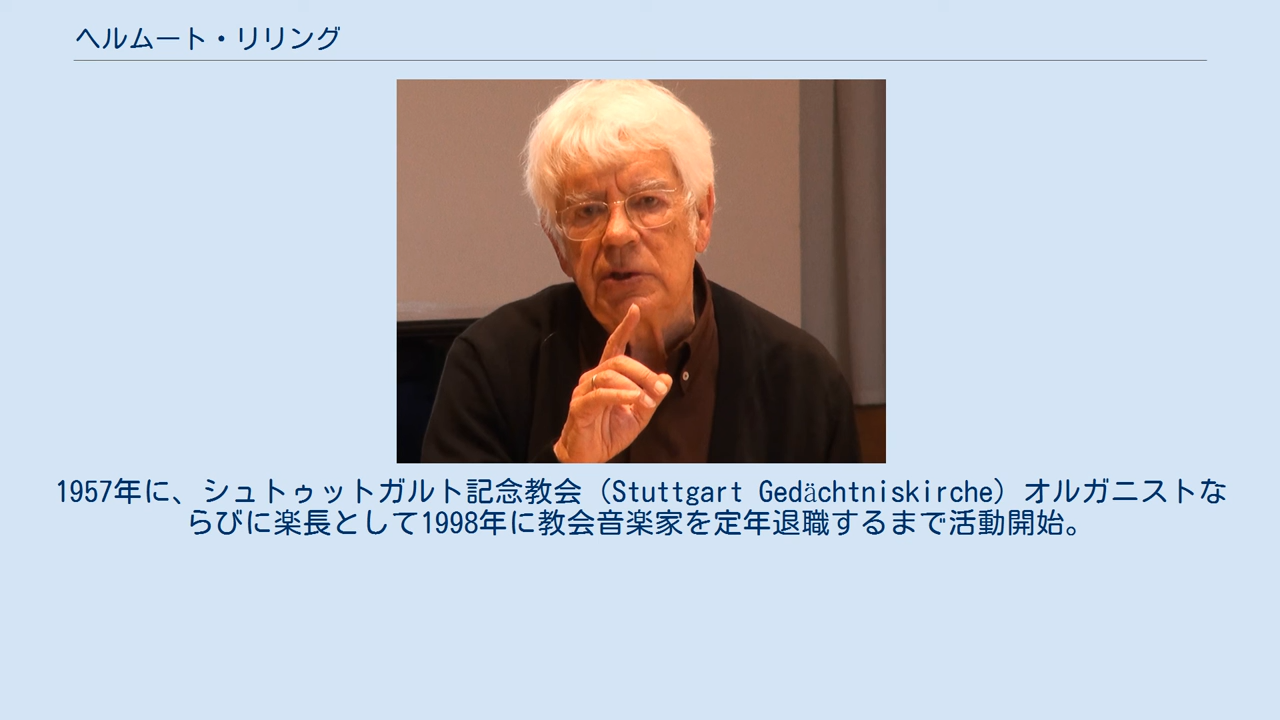 ヘルムート・リリング
1957年に、シュトゥットガルト記念教会（Stuttgart Gedächtniskirche）オルガニストな
らびに楽長として1998年に教会音楽家を定年退職するまで活動開始。